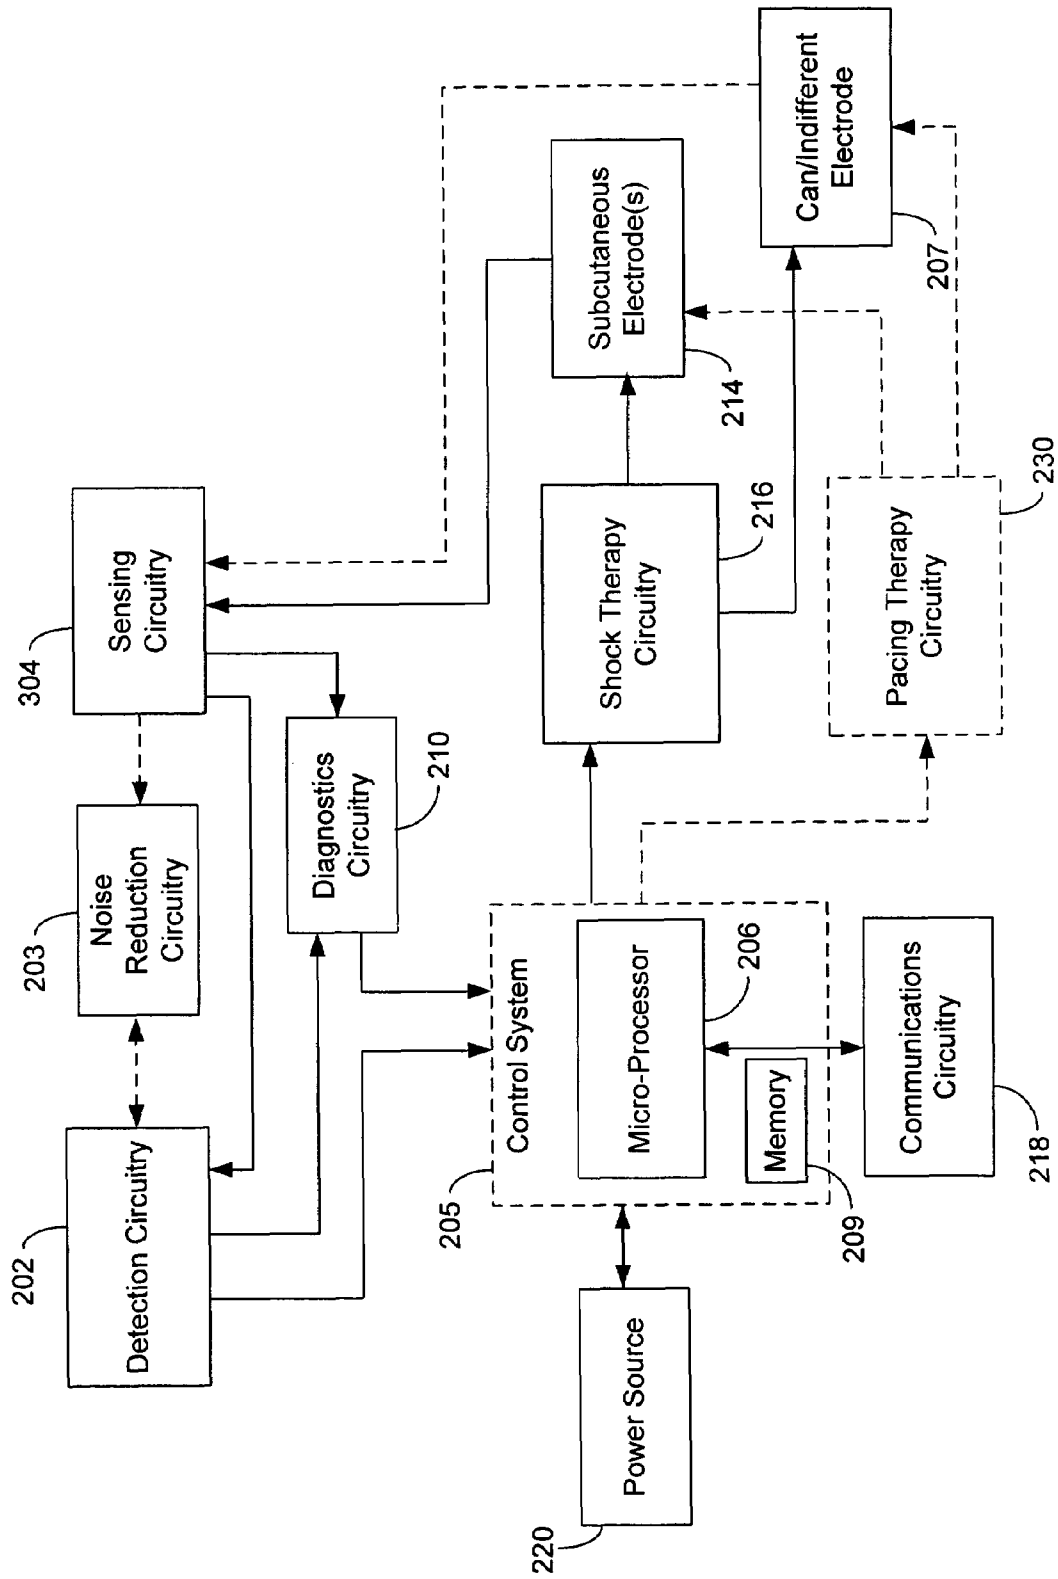 202
Detection Circuitry
203
Noise
Reduction
Circuitry
304
Sensing
Circuitry
Diagnostics
Circuitry
210
205
Control System
Micro-Processor
206
Memory
209
220
Power Source
Communications
Circuitry
218
Shock Therapy
Circuitry
216
Subcutaneous
Electrode(s)
214
Can/Indifferent
Electrode
207
Pacing Therapy
Circuitry
230